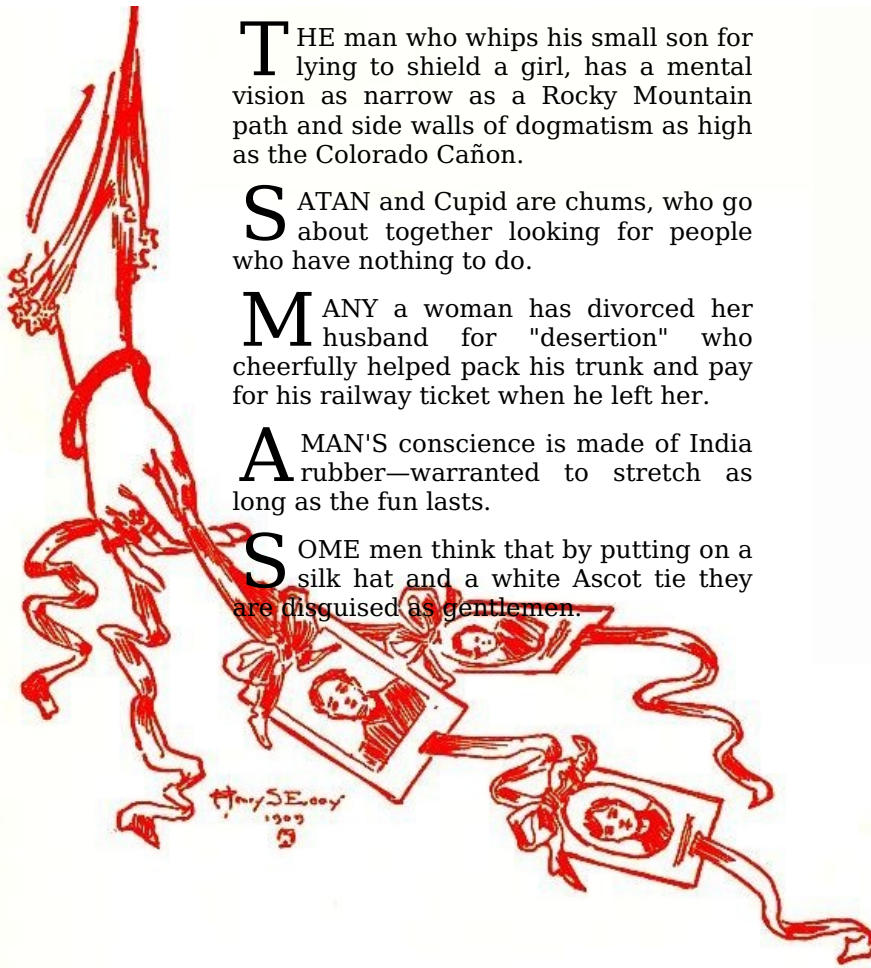 THE man who whips his small son for
lying to shield a girl, has a mental
vision as narrow as a Rocky Mountain
path and side walls of dogmatism as high
as the Colorado Cañon.
SATAN and Cupid are chums, who go
about together looking for people
who have nothing to do.
MANY a woman has divorced her
husband for "desertion" who
cheerfully helped pack his trunk and pay
for his railway ticket when he left her.
A MAN'S conscience is made of India
rubber—warranted to stretch as
long as the fun lasts.
SOME men think that by putting on a
silk hat and a white Ascot tie they
are disguised as gentlemen.
1909